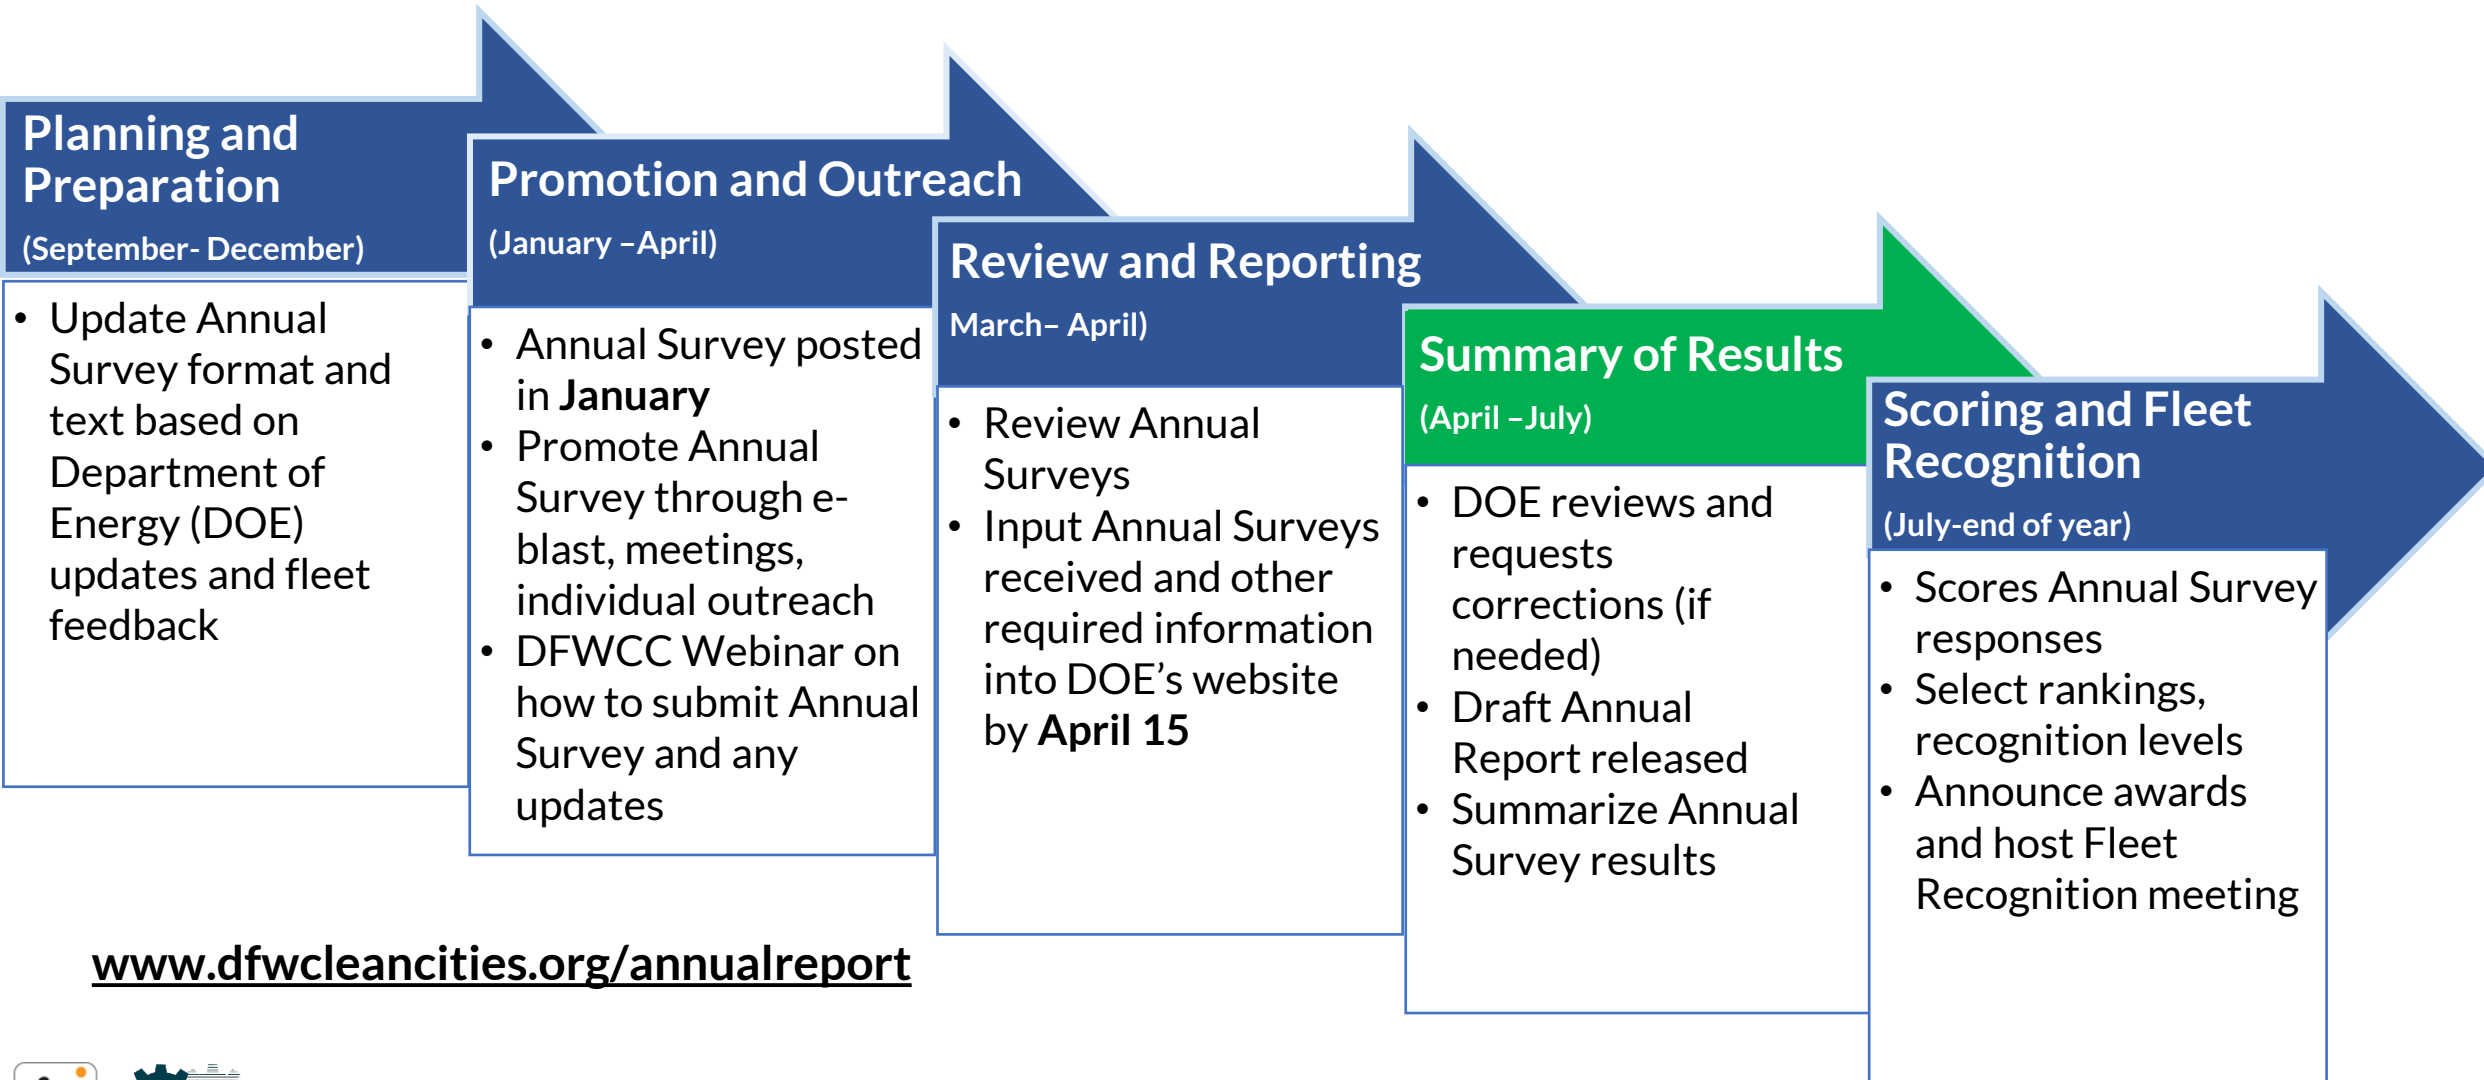 Planning and
Preparation
(September- December)
• Update Annual
Survey format and
text based on
Department of
Energy (DOE)
updates and fleet
feedback
Promotion and Outreach
(January –April)
• Annual Survey posted
in January
• Promote Annual
Survey through e-
blast, meetings,
individual outreach
• DFWCC Webinar on
how to submit Annual
Survey and any
updates
Review and Reporting
March– April)
• Review Annual
Surveys
• Input Annual Surveys
received and other
required information
into DOE’s website
by April 15
Summary of Results
(April –July)
• DOE reviews and
requests
corrections (if
needed)
• Draft Annual
Report released
• Summarize Annual
Survey results
Scoring and Fleet
Recognition
(July-end of year)
• Scores Annual Survey
responses
• Select rankings,
recognition levels
• Announce awards
and host Fleet
Recognition meeting
www.dfwcleancities.org/annualreport